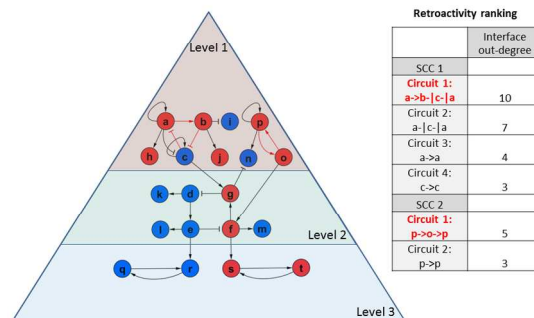 Retroactivity ranking
Level 1
Interface
out-degree
SCC 1
Circuit 1:
a->b-|c-|a
10
Circuit 2:
a-|c-|a
7
Circuit 3:
a->a
4
Circuit 4:
c->c
3
SCC 2
Circuit 1:
p->o->p
5
Circuit 2:
p->p
3
a
b
i
p
h
c
j
n
o
k
d
g
l
e
f
m
Level 2
q
r
s
t
Level 3